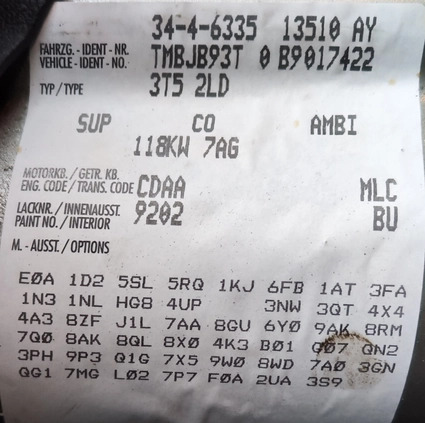 34-4-6335 13510 AY
FAHRZG.-IDENT-NR. TMBJB93T 0 B9017422
VEHICLE-IDENT-NO.
TYP/TYPE 3T5 2LD
SUP CO AMBI
118KW 7AG
MOTORKB./GETR.KB. CDAA MLC
ENG. CODE/TRANS. CODE
LACKNR./INNENAUSST. 9202 BU
PAINT NO./INTERIOR
M.-AUSST./OPTIONS
E0A 1D2 5SL 5RQ 1KJ 6FB 1AT 3FA
1N3 1NL HG8 4UP 3NW 3QT 4X4
4A3 8ZF J1L 7AA 8GU 6Y0 9AK 8RM
7Q0 8AK 8QL 8X0 4K3 B01 Q07 QN2
3PH 9P3 Q1G 7X5 9W0 8WD 7A0 3GN
QG1 7MG L02 7P7 F0A 2UA 3S9